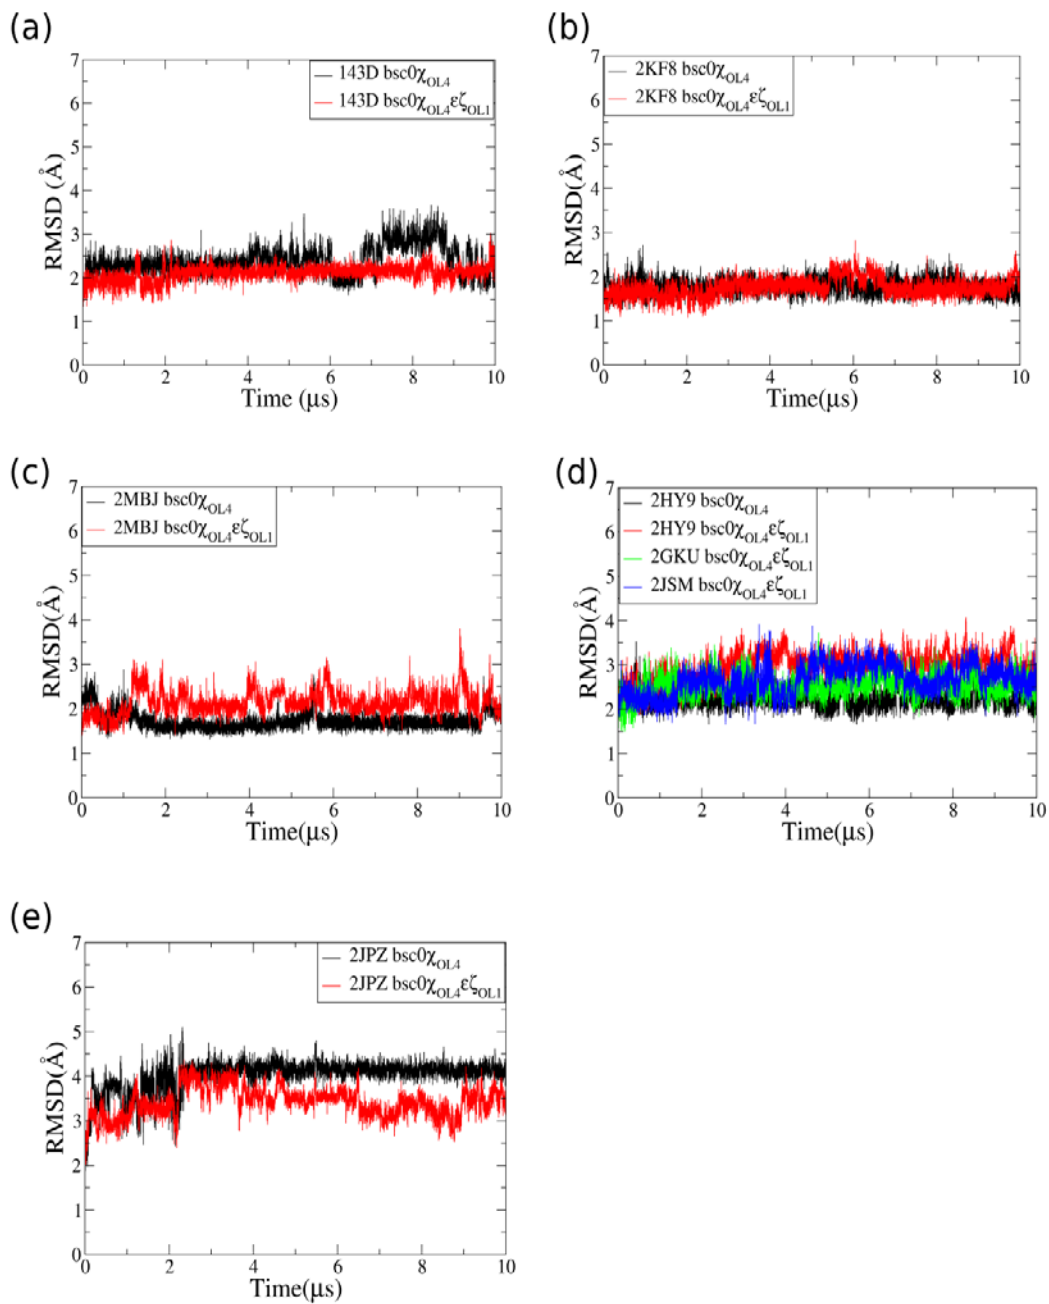 (a)
143D bsc0χOL4
143D bsc0χOL4εζOL1
RMSD (Å)
7
6
5
4
3
2
1
0
0 2 4 6 8 10
Time (μs)
(b)
2KF8 bsc0χOL4
2KF8 bsc0χOL4εζOL1
RMSD(Å)
7
6
5
4
3
2
1
0
0 2 4 6 8 10
Time(μs)
(c)
2MBJ bsc0χOL4
2MBJ bsc0χOL4εζOL1
RMSD(Å)
7
6
5
4
3
2
1
0
0 2 4 6 8 10
Time(μs)
(d)
2HY9 bsc0χOL4
2HY9 bsc0χOL4εζOL1
2GKU bsc0χOL4εζOL1
2JSM bsc0χOL4εζOL1
RMSD(Å)
7
6
5
4
3
2
1
0
0 2 4 6 8 10
Time(μs)
(e)
2JPZ bsc0χOL4
2JPZ bsc0χOL4εζOL1
RMSD(Å)
7
6
5
4
3
2
1
0
0 2 4 6 8 10
Time(μs)